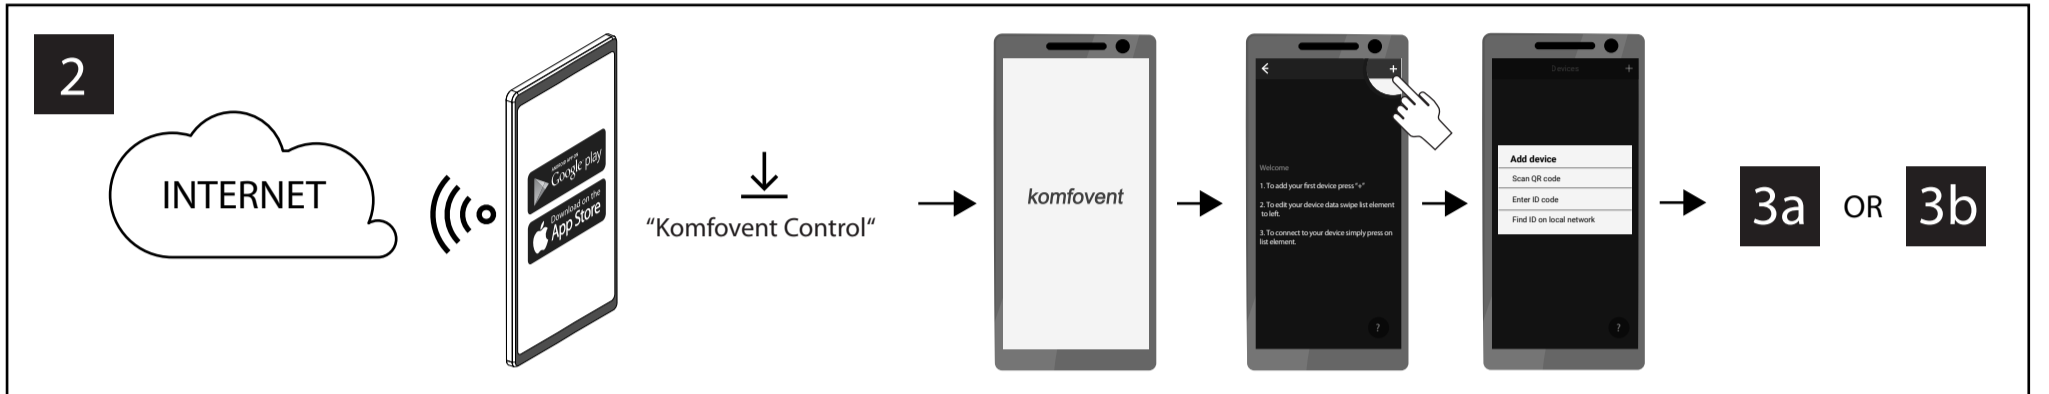 2
INTERNET
ANDROID APP ON
Google play
Download on the
App Store
“Komfovent Control“
komfovent
+
Welcome
1. To add your first device press "+"
2. To edit your device data swipe list element
to left.
3. To connect to your device simply press on
list element.
?
Devices +
Add device
Scan QR code
Enter ID code
Find ID on local network
?
3a OR 3b